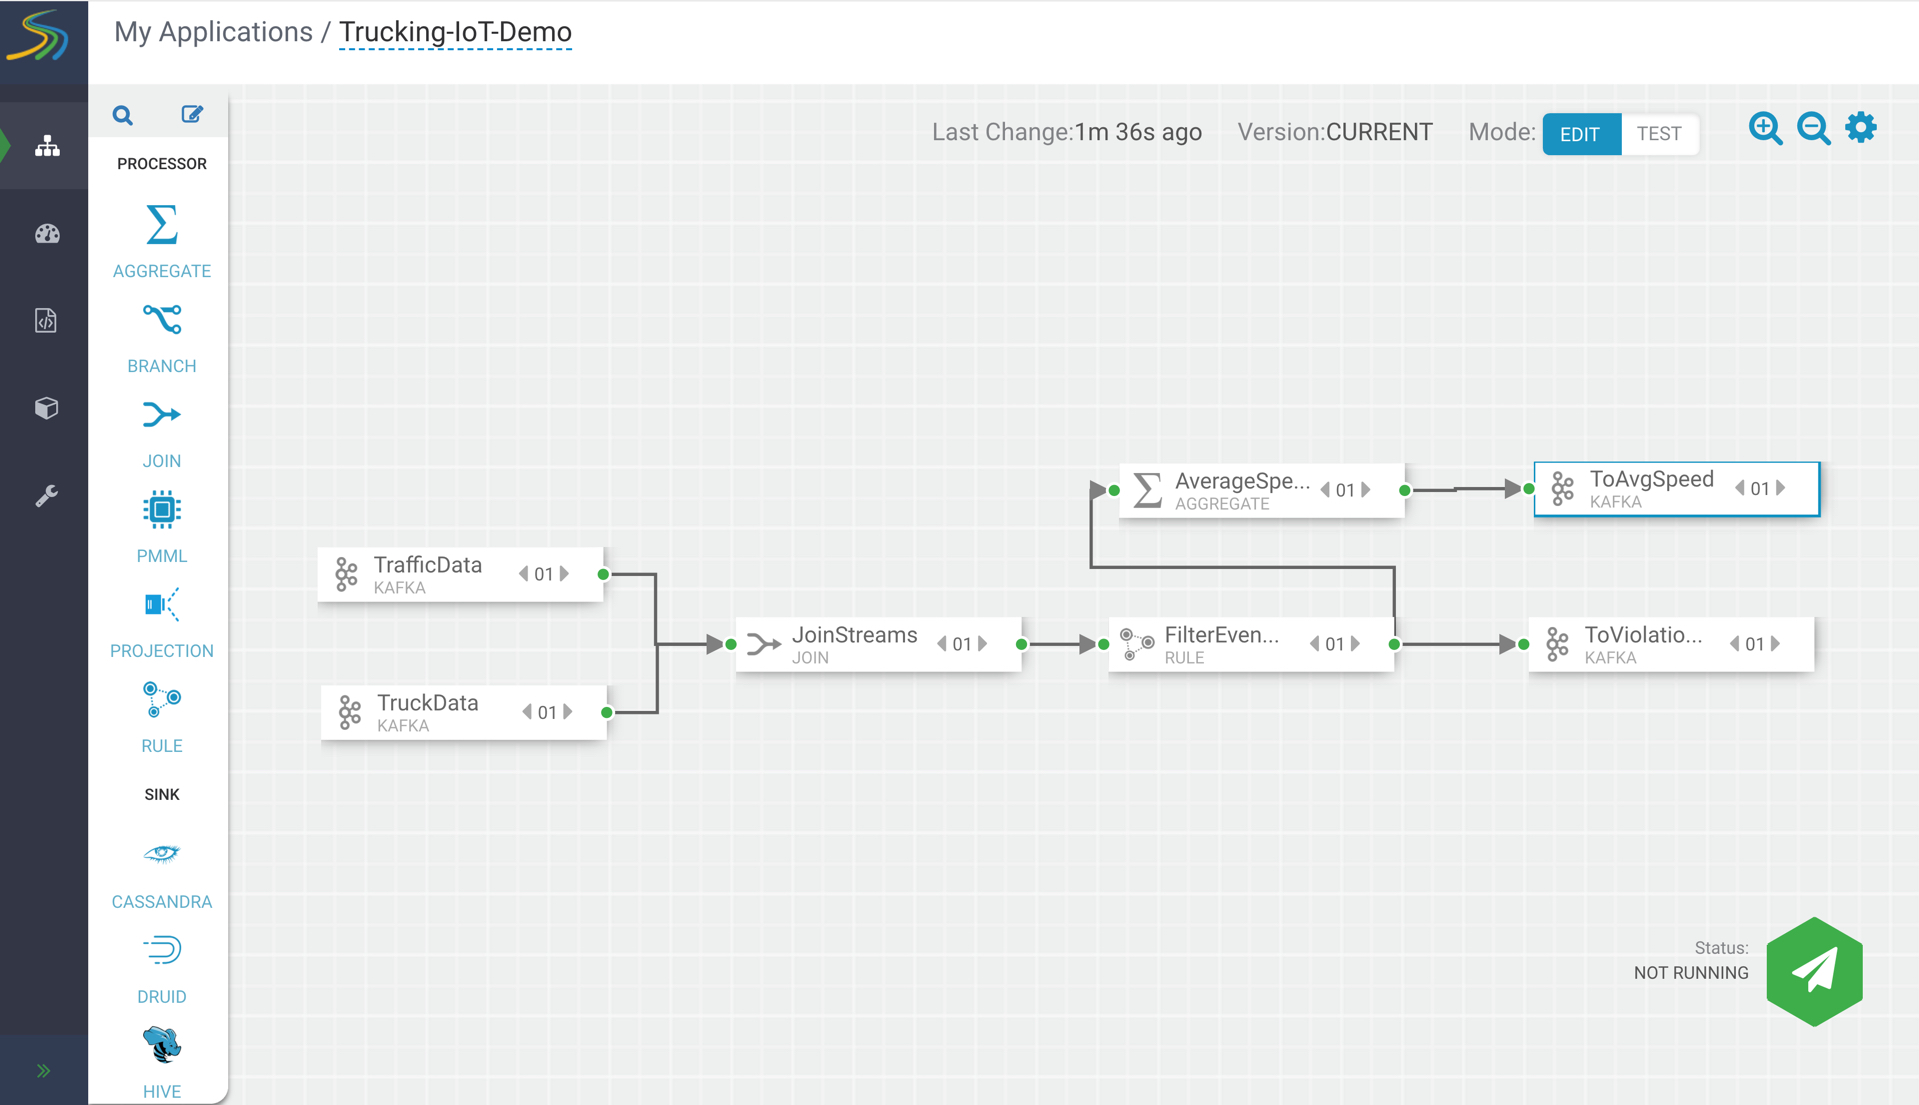 My Applications / Trucking-IoT-Demo
Last Change:1m 36s ago Version:CURRENT Mode: EDIT TEST
PROCESSOR
AGGREGATE
BRANCH
JOIN
PMML
PROJECTION
RULE
SINK
CASSANDRA
DRUID
HIVE
TrafficData 01
KAFKA
TruckData 01
KAFKA
JoinStreams 01
JOIN
FilterEven... 01
RULE
AverageSpe... 01
AGGREGATE
ToAvgSpeed 01
KAFKA
ToViolatio... 01
KAFKA
Status:
NOT RUNNING